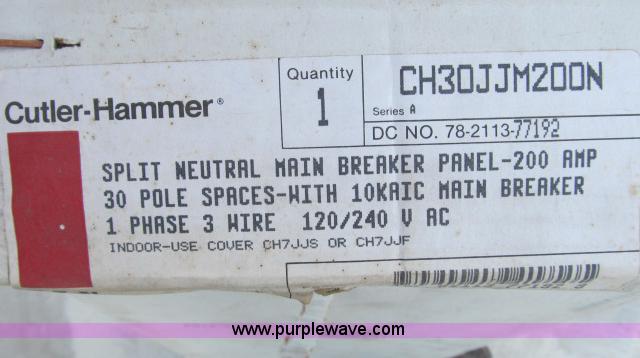 Cutler-Hammer®
Quantity
1
CH30JJM200N
Series A
DC NO. 78-2113-77192
SPLIT NEUTRAL MAIN BREAKER PANEL-200 AMP
30 POLE SPACES-WITH 10KAIC MAIN BREAKER
1 PHASE 3 WIRE 120/240 V AC
INDOOR-USE COVER CH7JJS OR CH7JJF
www.purplewave.com